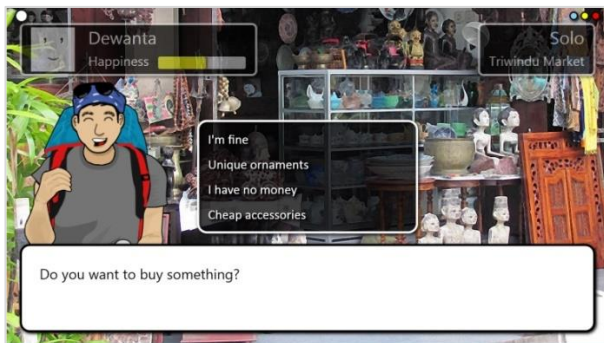 Dewanta
Happiness
Solo
Triwindu Market
I'm fine
Unique ornaments
I have no money
Cheap accessories
Do you want to buy something?